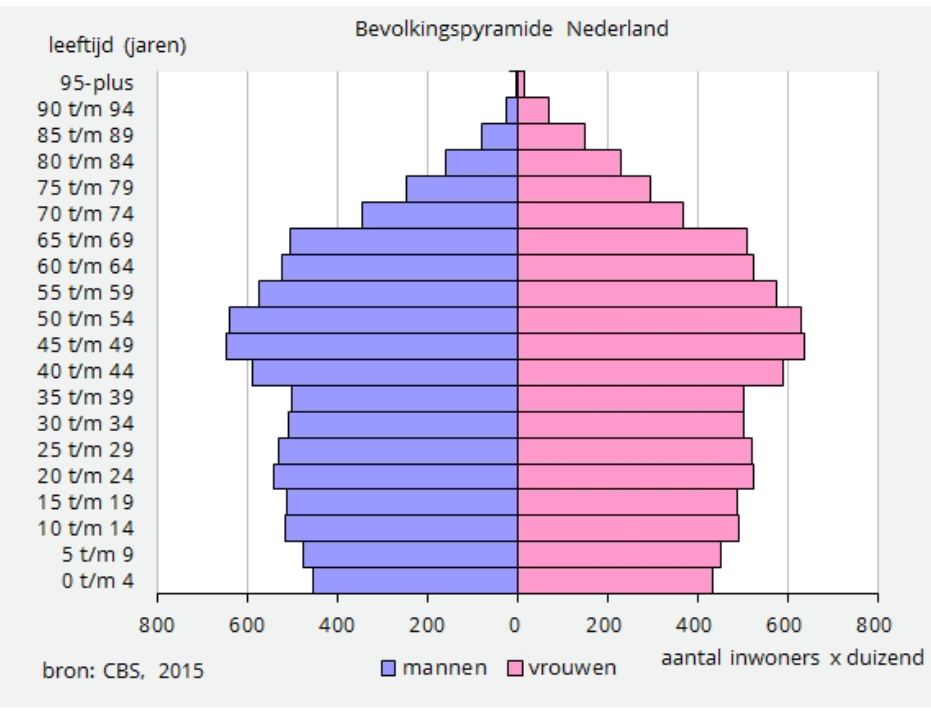 Bevolkingspyramide Nederland
leeftijd (jaren)
95-plus
90 t/m 94
85 t/m 89
80 t/m 84
75 t/m 79
70 t/m 74
65 t/m 69
60 t/m 64
55 t/m 59
50 t/m 54
45 t/m 49
40 t/m 44
35 t/m 39
30 t/m 34
25 t/m 29
20 t/m 24
15 t/m 19
10 t/m 14
5 t/m 9
0 t/m 4
800 600 400 200 0 200 400 600 800
aantal inwoners x duizend
bron: CBS, 2015 mannen vrouwen